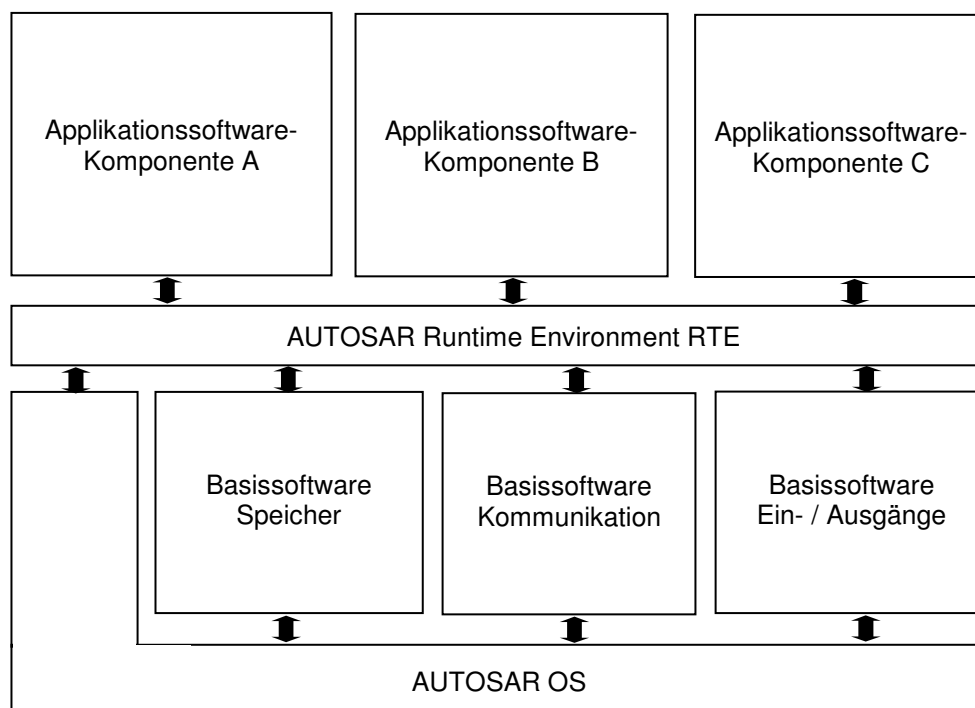 Applikationssoftware-
Komponente A
Applikationssoftware-
Komponente B
Applikationssoftware-
Komponente C
AUTOSAR Runtime Environment RTE
Basissoftware
Speicher
Basissoftware
Kommunikation
Basissoftware
Ein- / Ausgänge
AUTOSAR OS